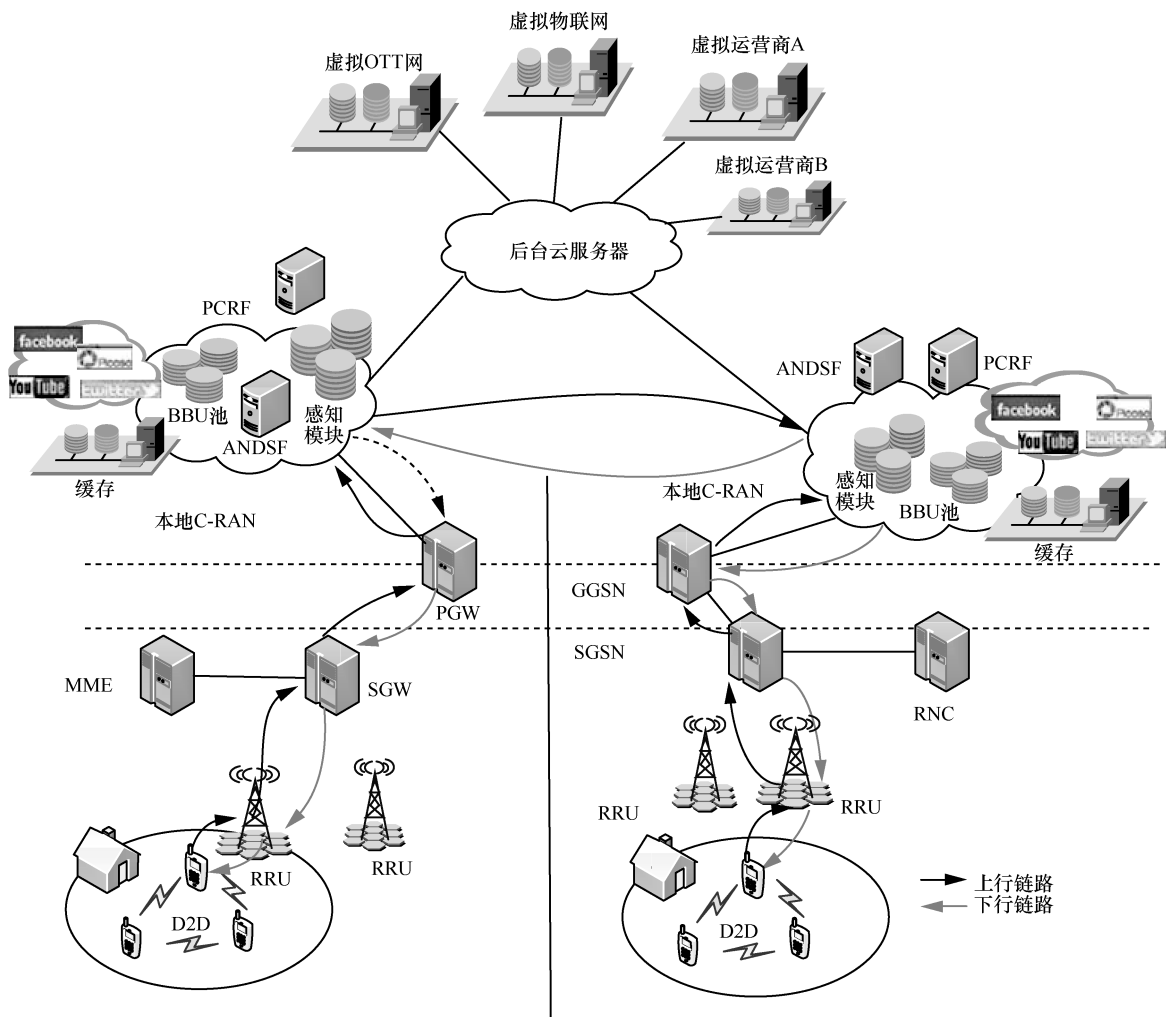 虚拟物联网
虚拟OTT网
虚拟运营商A
虚拟运营商B
后台云服务器
PCRF
facebook
Picasa
YouTube
twitter
BBU池
ANDSF
感知
模块
缓存
本地C-RAN
ANDSF
PCRF
facebook
Picasa
YouTube
twitter
感知
模块
BBU池
缓存
本地C-RAN
PGW
GGSN
MME
SGW
SGSN
RNC
RRU
RRU
D2D
RRU
RRU
D2D
上行链路
下行链路